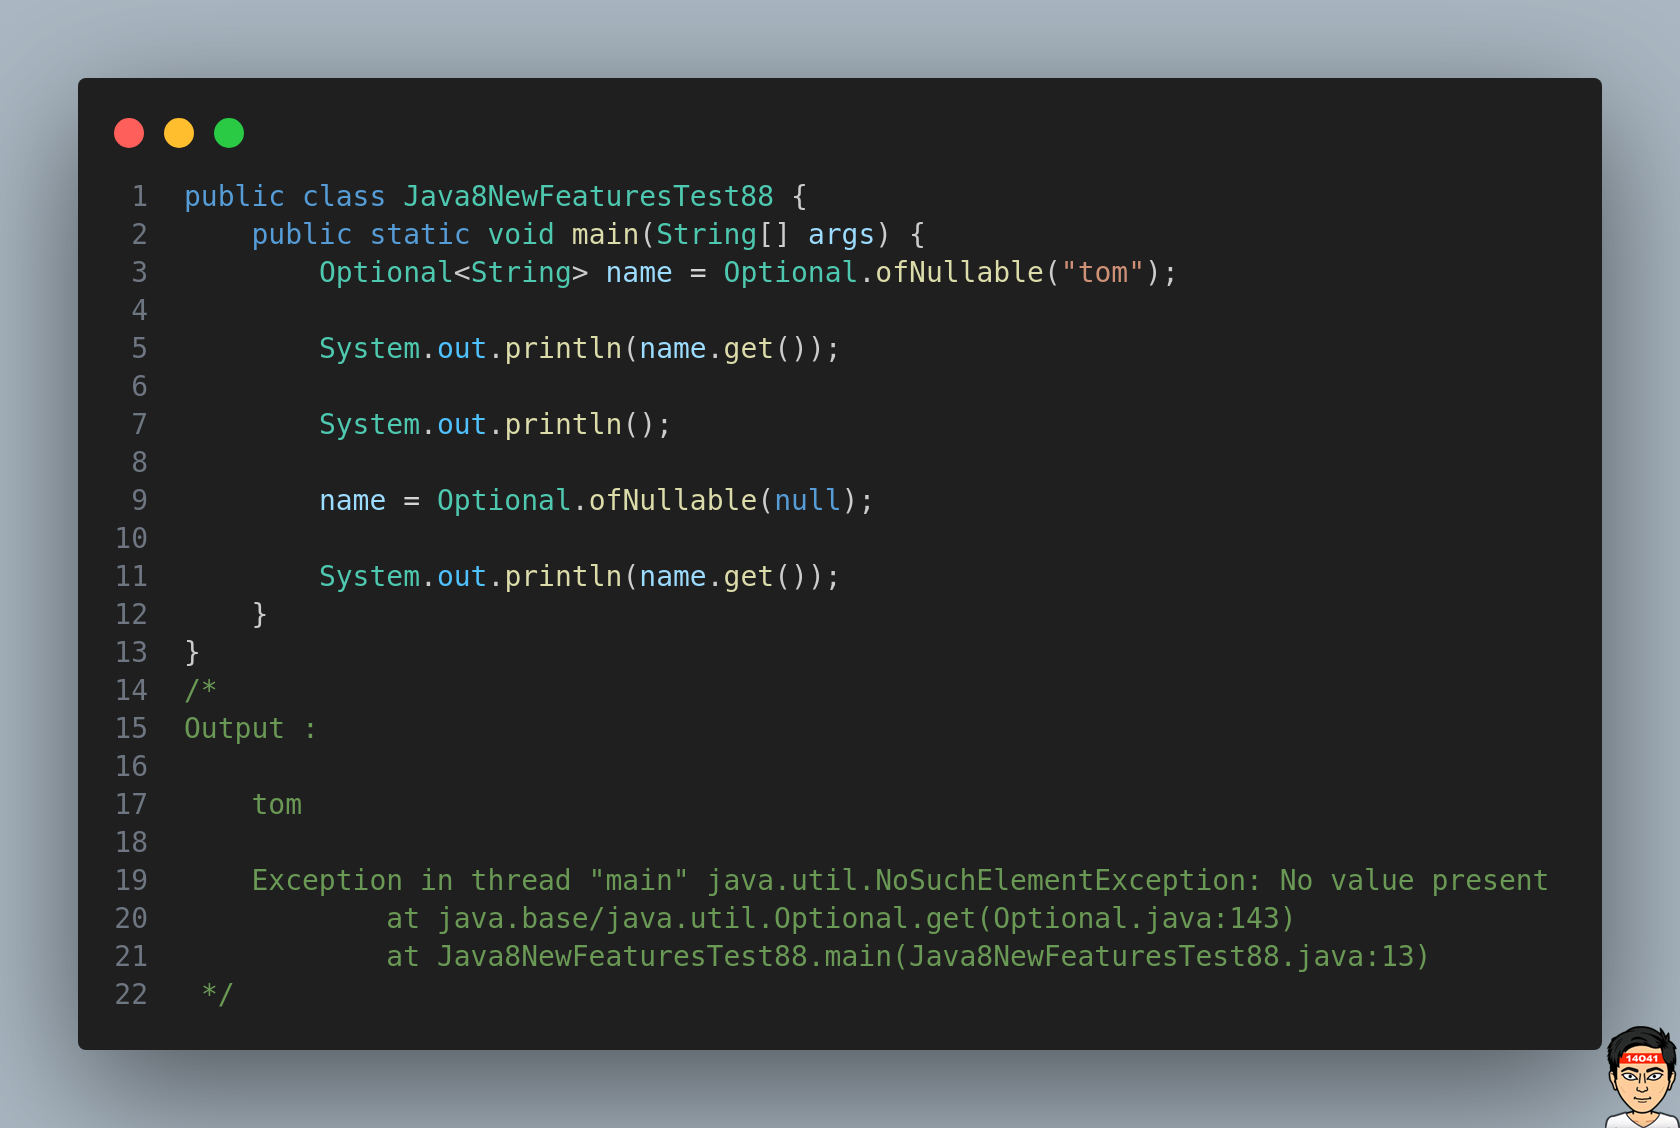 1 public class Java8NewFeaturesTest88 {
2     public static void main(String[] args) {
3         Optional<String> name = Optional.ofNullable("tom");
4
5         System.out.println(name.get());
6
7         System.out.println();
8
9         name = Optional.ofNullable(null);
10
11         System.out.println(name.get());
12     }
13 }
14 /*
15 Output :
16
17     tom
18
19     Exception in thread "main" java.util.NoSuchElementException: No value present
20             at java.base/java.util.Optional.get(Optional.java:143)
21             at Java8NewFeaturesTest88.main(Java8NewFeaturesTest88.java:13)
22  */
14041